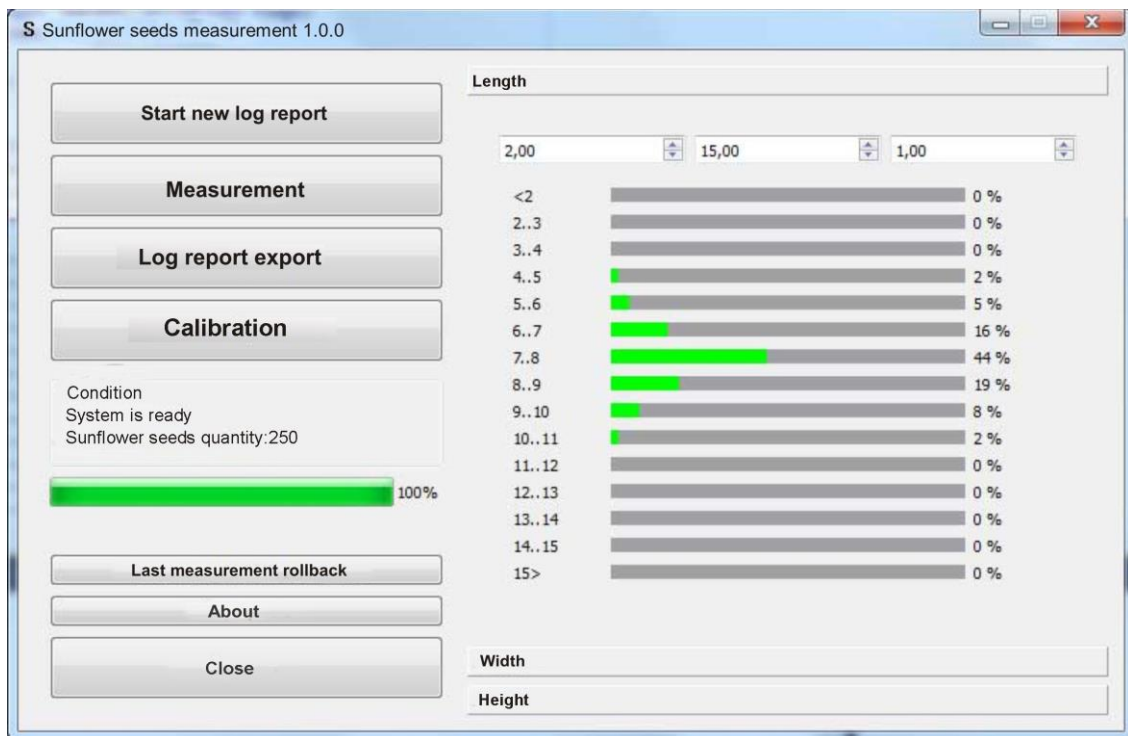 S Sunflower seeds measurement 1.0.0
Start new log report
Measurement
Log report export
Calibration
Condition
System is ready
Sunflower seeds quantity:250
100%
Last measurement rollback
About
Close
Length
2,00 15,00 1,00
<2 0 %
2..3 0 %
3..4 0 %
4..5 2 %
5..6 5 %
6..7 16 %
7..8 44 %
8..9 19 %
9..10 8 %
10..11 2 %
11..12 0 %
12..13 0 %
13..14 0 %
14..15 0 %
15> 0 %
Width
Height